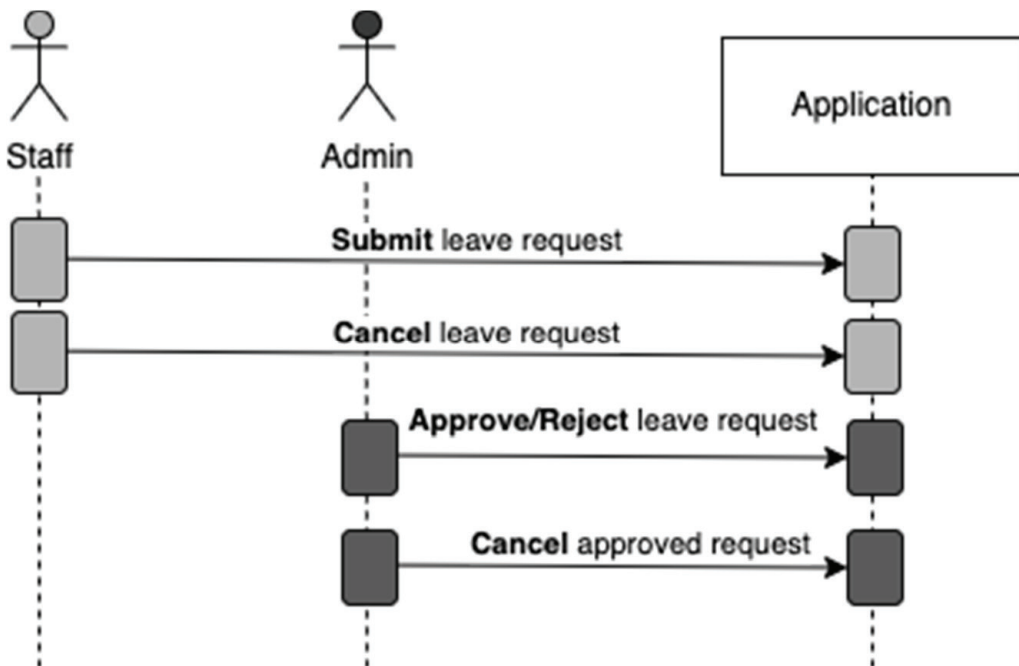 Staff
Admin
Application
Submit leave request
Cancel leave request
Approve/Reject leave request
Cancel approved request